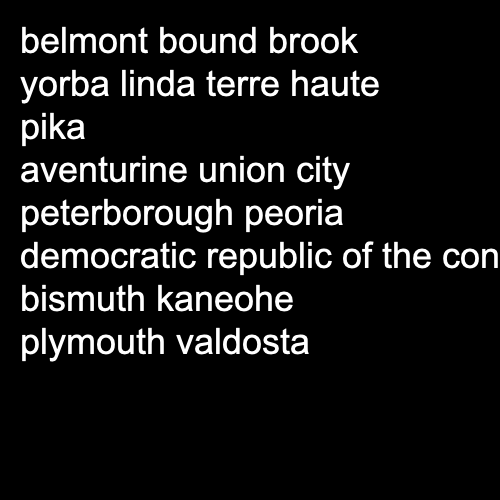 belmont bound brook
yorba linda terre haute
pika
aventurine union city
peterborough peoria
democratic republic of the con
bismuth kaneohe
plymouth valdosta